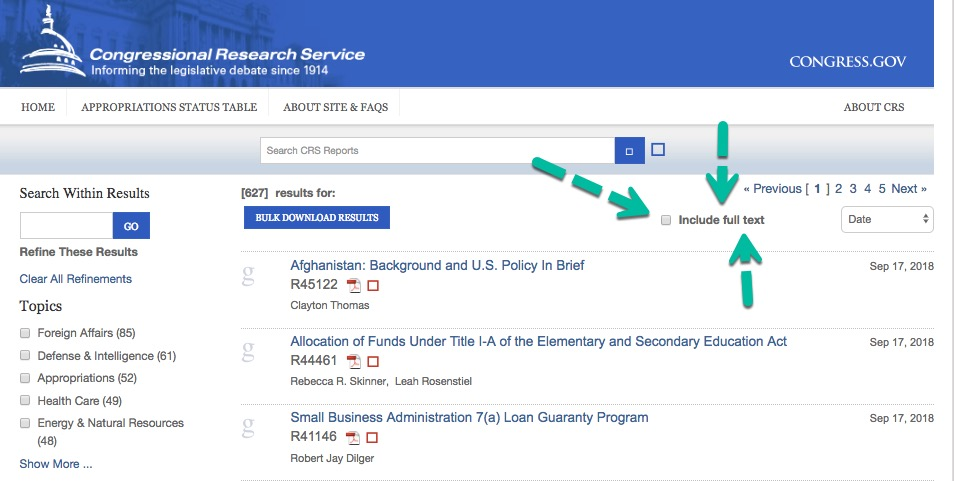 Congressional Research Service
Informing the legislative debate since 1914
CONGRESS.GOV
HOME APPROPRIATIONS STATUS TABLE ABOUT SITE & FAQS ABOUT CRS
Search CRS Reports
Search Within Results
GO
Refine These Results
Clear All Refinements
Topics
Foreign Affairs (85)
Defense & Intelligence (61)
Appropriations (52)
Health Care (49)
Energy & Natural Resources
(48)
Show More ...
[627] results for:
« Previous [ 1 ] 2 3 4 5 Next »
BULK DOWNLOAD RESULTS
Include full text
Date
g
Afghanistan: Background and U.S. Policy In Brief
Sep 17, 2018
R45122
Clayton Thomas
g
Allocation of Funds Under Title I-A of the Elementary and Secondary Education Act
Sep 17, 2018
R44461
Rebecca R. Skinner, Leah Rosenstiel
g
Small Business Administration 7(a) Loan Guaranty Program
Sep 17, 2018
R41146
Robert Jay Dilger